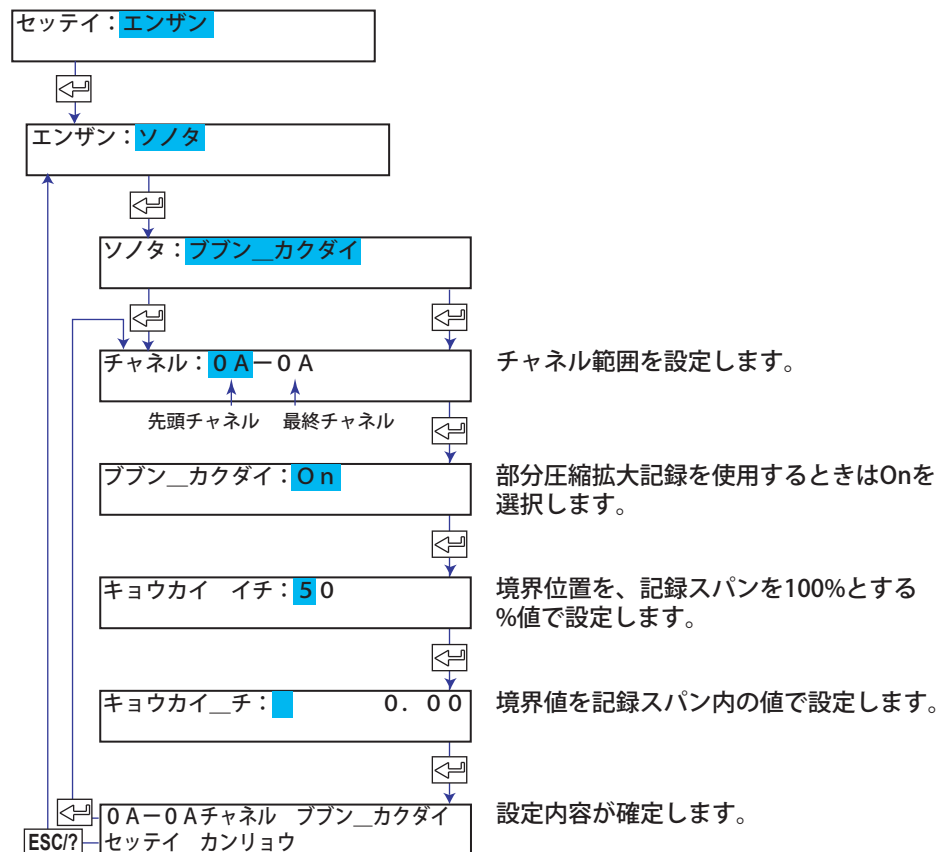 セッテイ：エンザン
エンザン：ソノタ
ソノタ：ブブン＿カクダイ
チャネル：０Ａ－０Ａ
チャネル範囲を設定します。
先頭チャネル　最終チャネル
ブブン＿カクダイ：Ｏｎ
部分圧縮拡大記録を使用するときはOnを
選択します。
キョウカイ　イチ：５０
境界位置を、記録スパンを100%とする
%値で設定します。
キョウカイ＿チ：　０．００
境界値を記録スパン内の値で設定します。
０Ａ－０Ａチャネル　ブブン＿カクダイ
設定内容が確定します。
ESC/?
セッテイ　カンリョウ